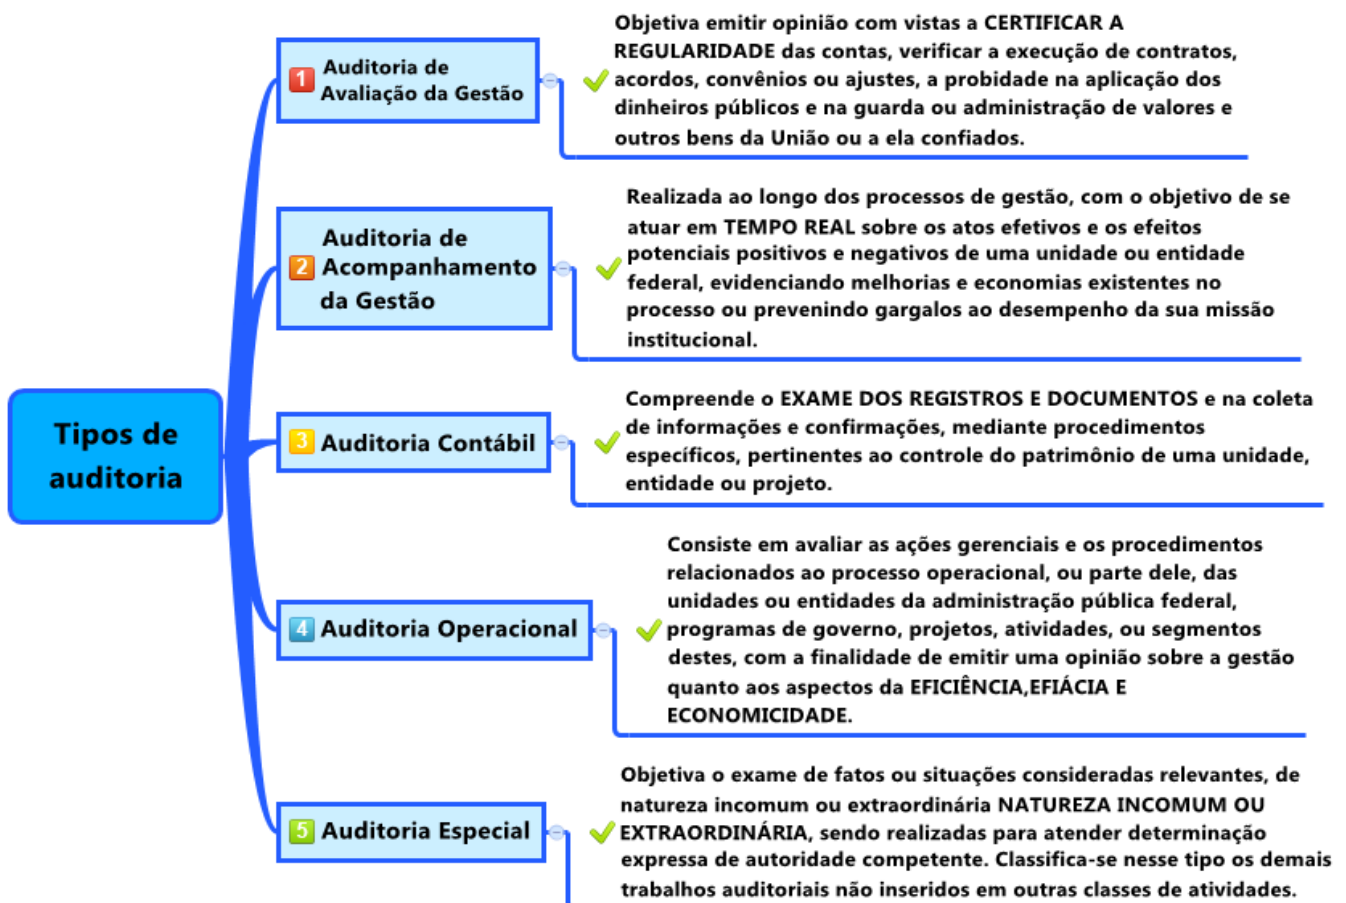 Tipos de
auditoria
1
Auditoria de
Avaliação da Gestão
Objetiva emitir opinião com vistas a CERTIFICAR A
REGULARIDADE das contas, verificar a execução de contratos,
acordos, convênios ou ajustes, a probidade na aplicação dos
dinheiros públicos e na guarda ou administração de valores e
outros bens da União ou a ela confiados.
2
Auditoria de
Acompanhamento
da Gestão
Realizada ao longo dos processos de gestão, com o objetivo de se
atuar em TEMPO REAL sobre os atos efetivos e os efeitos
potenciais positivos e negativos de uma unidade ou entidade
federal, evidenciando melhorias e economias existentes no
processo ou prevenindo gargalos ao desempenho da sua missão
institucional.
3
Auditoria Contábil
Compreende o EXAME DOS REGISTROS E DOCUMENTOS e na coleta
de informações e confirmações, mediante procedimentos
específicos, pertinentes ao controle do patrimônio de uma unidade,
entidade ou projeto.
4
Auditoria Operacional
Consiste em avaliar as ações gerenciais e os procedimentos
relacionados ao processo operacional, ou parte dele, das
unidades ou entidades da administração pública federal,
programas de governo, projetos, atividades, ou segmentos
destes, com a finalidade de emitir uma opinião sobre a gestão
quanto aos aspectos da EFICIÊNCIA,EFIÁCIA E
ECONOMICIDADE.
5
Auditoria Especial
Objetiva o exame de fatos ou situações consideradas relevantes, de
natureza incomum ou extraordinária NATUREZA INCOMUM OU
EXTRAORDINÁRIA, sendo realizadas para atender determinação
expressa de autoridade competente. Classifica-se nesse tipo os demais
trabalhos auditoriais não inseridos em outras classes de atividades.